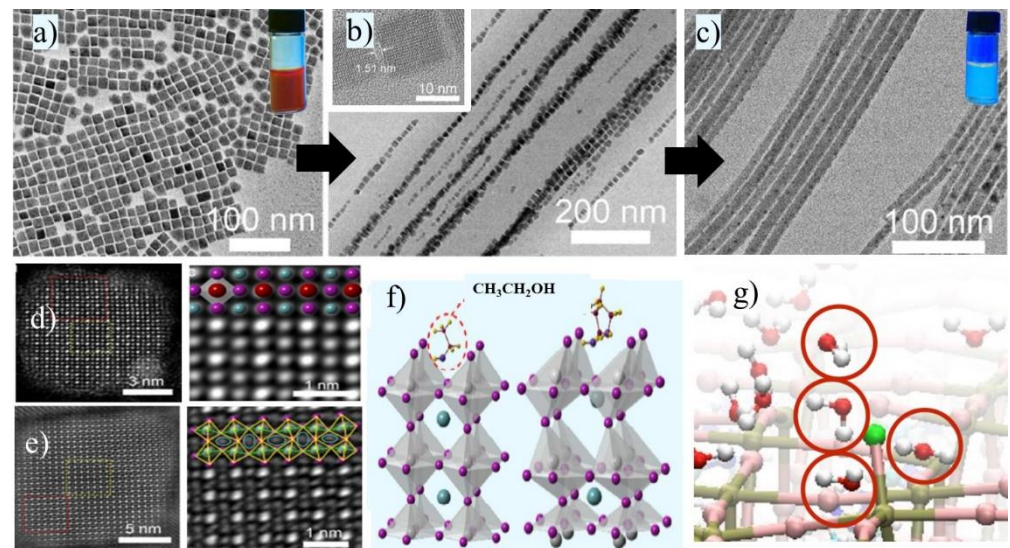 a)
100 nm
b)
1.51 nm
10 nm
200 nm
c)
100 nm
d)
3 nm
1 nm
e)
5 nm
1 nm
f)
CH₃CH₂OH
g)